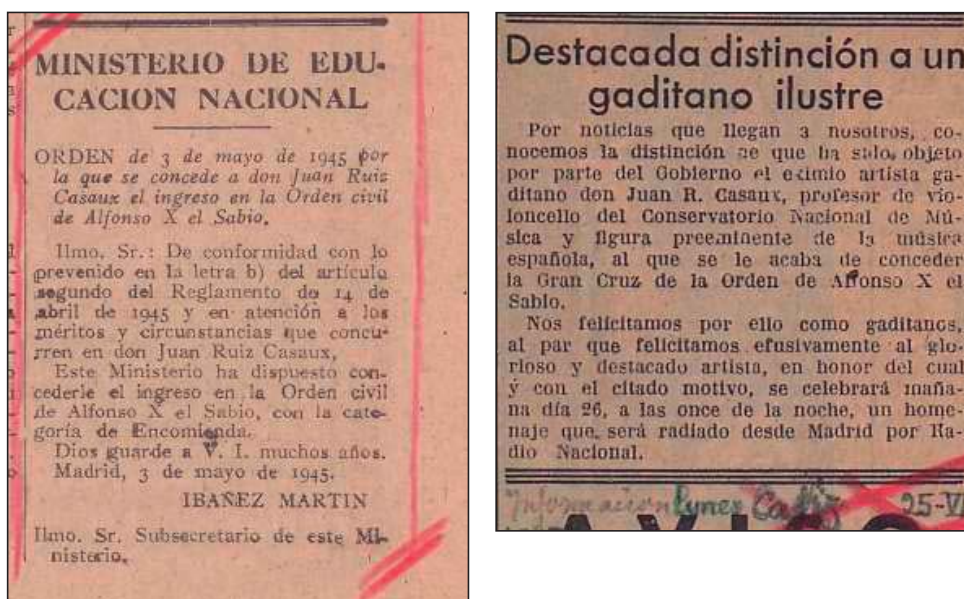 MINISTERIO DE EDU-
CACION NACIONAL
ORDEN de 3 de mayo de 1945 por
la que se concede a don Juan Ruiz
Casaux el ingreso en la Orden civil
de Alfonso X el Sabio.
Ilmo. Sr.: De conformidad con lo
prevenido en la letra b) del artículo
segundo del Reglamento de 14 de
abril de 1945 y en atención a los
méritos y circunstancias que concu-
rren en don Juan Ruiz Casaux,
Este Ministerio ha dispuesto con-
cederle el ingreso en la Orden civil
de Alfonso X el Sabio, con la cate-
goría de Encomienda.
Dios guarde a V. I. muchos años.
Madrid, 3 de mayo de 1945.
IBAÑEZ MARTIN
Ilmo. Sr. Subsecretario de este Mi-
nisterio.
Destacada distinción a un
gaditano ilustre
Por noticias que llegan a nosotros, co-
nocemos la distinción de que ha sido objeto
por parte del Gobierno el eximio artista ga-
ditano don Juan R. Casaux, profesor de vio-
loncello del Conservatorio Nacional de Mú-
sica y figura preeminente de la música
española, al que se le acaba de conceder
la Gran Cruz de la Orden de Alfonso X el
Sabio.
Nos felicitamos por ello como gaditanos,
al par que felicitamos efusivamente al glo-
rioso y destacado artista, en honor del cual
y con el citado motivo, se celebrará maña-
na día 26, a las once de la noche, un home-
naje que será radiado desde Madrid por Ra-
dio Nacional.
Informacion Lunes Cadiz 25-VI